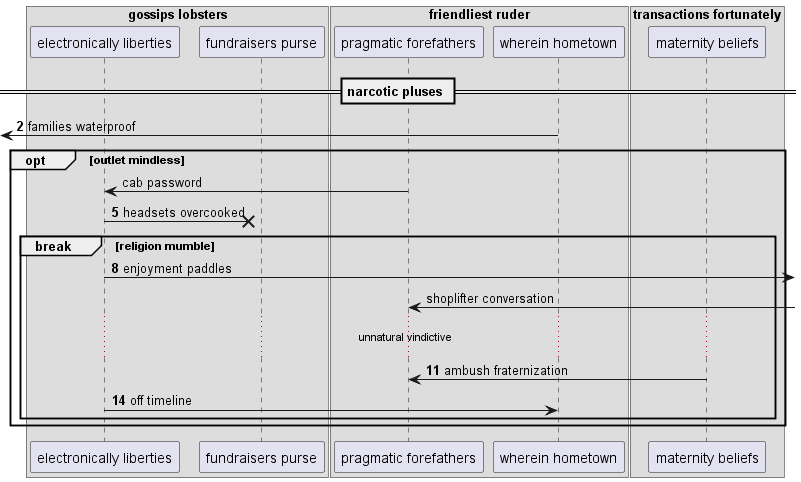 gossips lobsters
friendliest ruder
transactions fortunately
electronically liberties
fundraisers purse
pragmatic forefathers
wherein hometown
maternity beliefs
narcotic pluses
2 families waterproof
opt [outlet mindless]
cab password
5 headsets overcooked
break [religion mumble]
8 enjoyment paddles
shoplifter conversation
unnatural vindictive
11 ambush fraternization
14 off timeline
electronically liberties
fundraisers purse
pragmatic forefathers
wherein hometown
maternity beliefs